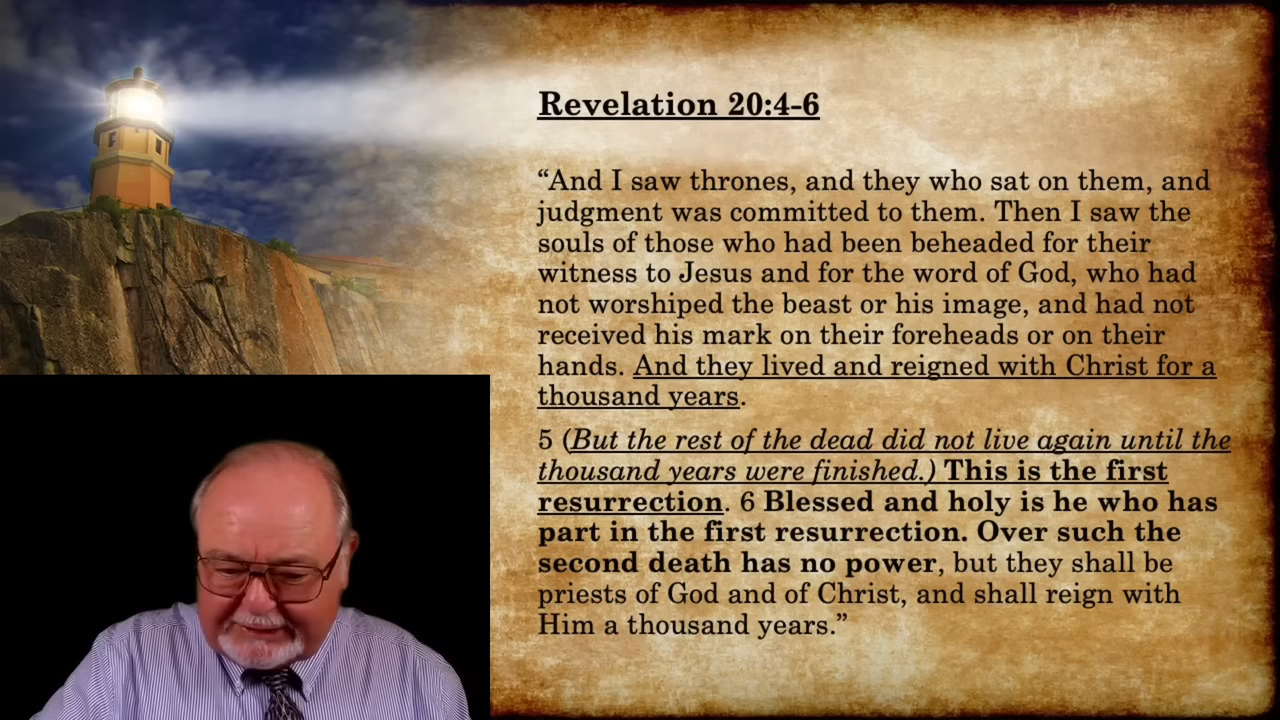 Revelation 20:4-6
“And I saw thrones, and they who sat on them, and
judgment was committed to them. Then I saw the
souls of those who had been beheaded for their
witness to Jesus and for the word of God, who had
not worshiped the beast or his image, and had not
received his mark on their foreheads or on their
hands. And they lived and reigned with Christ for a
thousand years.
5 (But the rest of the dead did not live again until the
thousand years were finished.) This is the first
resurrection. 6 Blessed and holy is he who has
part in the first resurrection. Over such the
second death has no power, but they shall be
priests of God and of Christ, and shall reign with
Him a thousand years.”